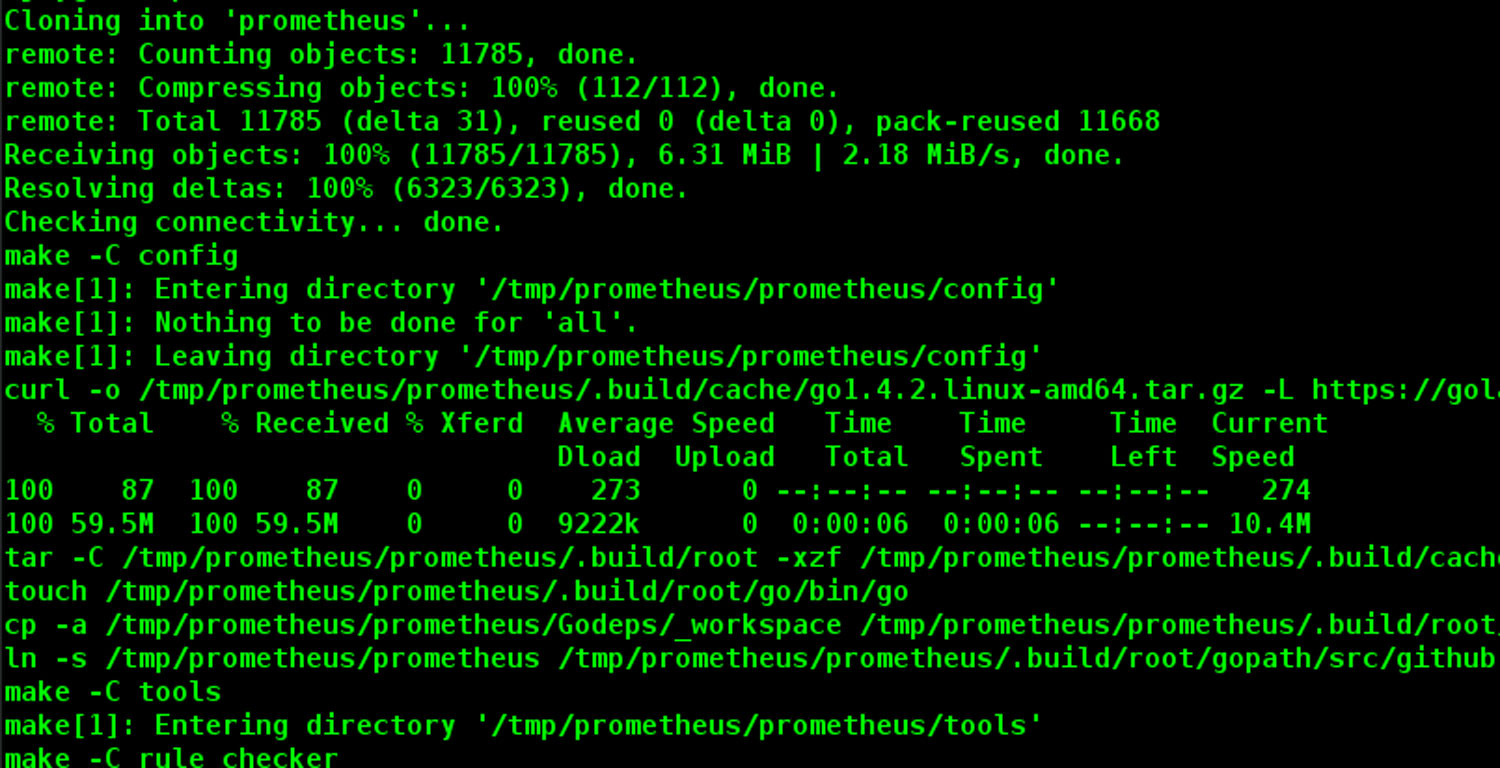 Cloning into 'prometheus'...
remote: Counting objects: 11785, done.
remote: Compressing objects: 100% (112/112), done.
remote: Total 11785 (delta 31), reused 0 (delta 0), pack-reused 11668
Receiving objects: 100% (11785/11785), 6.31 MiB | 2.18 MiB/s, done.
Resolving deltas: 100% (6323/6323), done.
Checking connectivity... done.
make -C config
make[1]: Entering directory '/tmp/prometheus/prometheus/config'
make[1]: Nothing to be done for 'all'.
make[1]: Leaving directory '/tmp/prometheus/prometheus/config'
curl -o /tmp/prometheus/prometheus/.build/cache/go1.4.2.linux-amd64.tar.gz -L https://gol
  % Total    % Received % Xferd  Average Speed   Time    Time     Time  Current
                                 Dload  Upload   Total   Spent    Left  Speed
100    87  100    87    0     0    273      0 --:--:-- --:--:-- --:--:--   274
100 59.5M  100 59.5M    0     0  9222k      0  0:00:06  0:00:06 --:--:-- 10.4M
tar -C /tmp/prometheus/prometheus/.build/root -xzf /tmp/prometheus/prometheus/.build/cach
touch /tmp/prometheus/prometheus/.build/root/go/bin/go
cp -a /tmp/prometheus/prometheus/Godeps/_workspace /tmp/prometheus/prometheus/.build/root
ln -s /tmp/prometheus/prometheus /tmp/prometheus/prometheus/.build/root/gopath/src/github
make -C tools
make[1]: Entering directory '/tmp/prometheus/prometheus/tools'
make -C rule checker